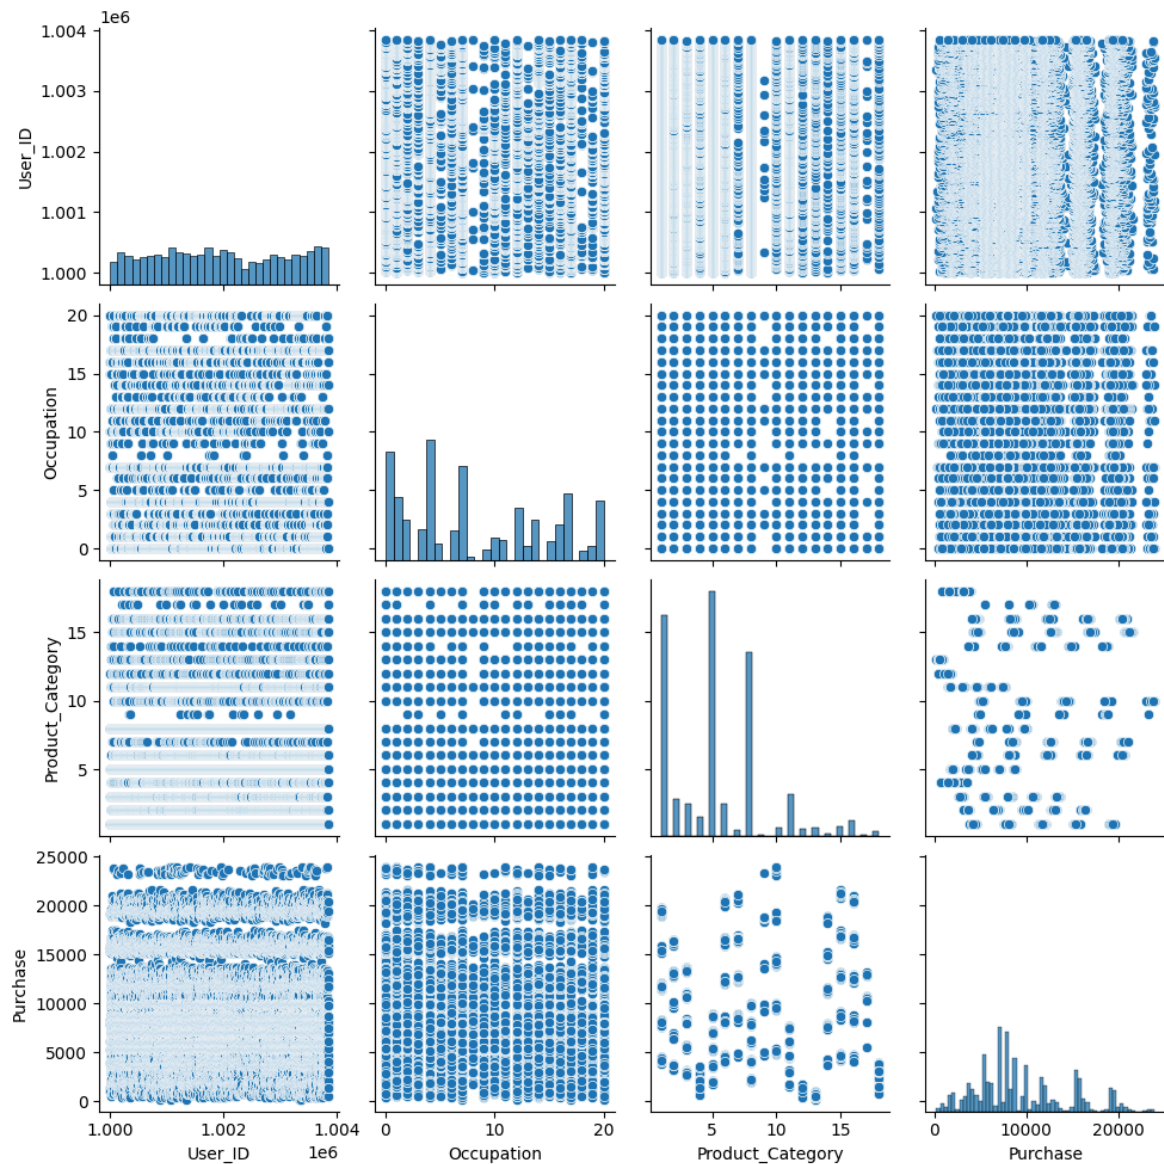 1e6
1.004
1.003
1.002
1.001
1.000
User_ID
20
15
10
5
0
Occupation
15
10
5
Product_Category
25000
20000
15000
10000
5000
0
Purchase
1.000 1.002 1.004 0 10 20 5 10 15 0 10000 20000
User_ID 1e6 Occupation Product_Category Purchase